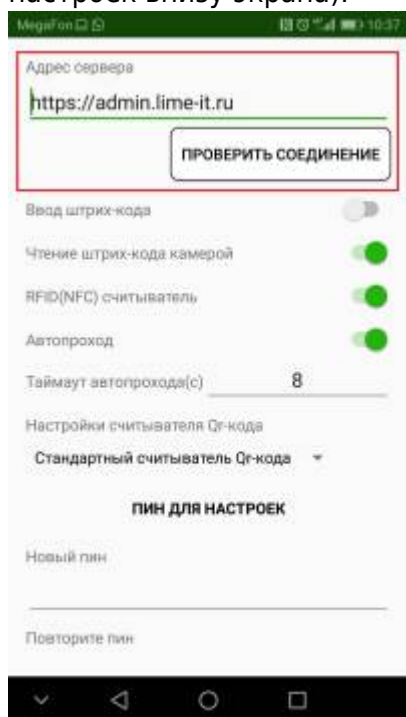 настроек внизу экрана).
MegaFon 10:37
Адрес сервера
https://admin.lime-it.ru
ПРОВЕРИТЬ СОЕДИНЕНИЕ
Ввод штрих-кода
Чтение штрих-кода камерой
RFID(NFC) считыватель
Автопроход
Таймаут автопрохода(с) 8
Настройки считывателя Qr-кода
Стандартный считыватель Qr-кода
ПИН ДЛЯ НАСТРОЕК
Новый пин
Повторите пин